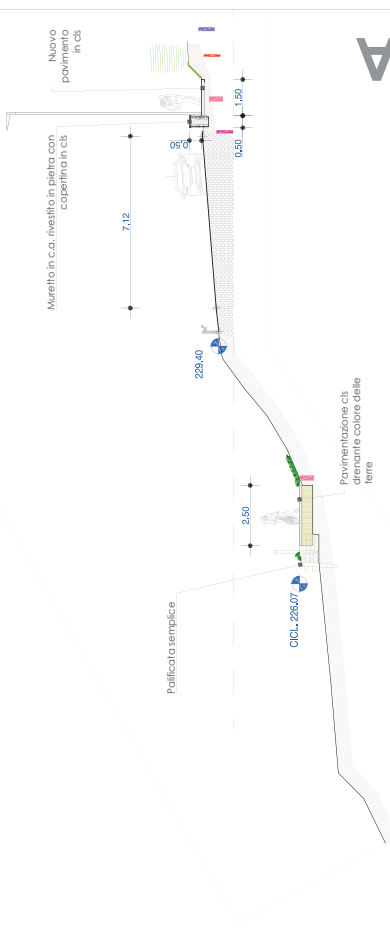 A
Nuovo
pavimento
in cls
Muretto in c.a. rivestito in pietra con
copertina in cls
1,50
0,50
0,50
7,12
229.40
2,50
Pavimentazione cls
drenante colore delle
terre
Palificata semplice
CICL. 226.07